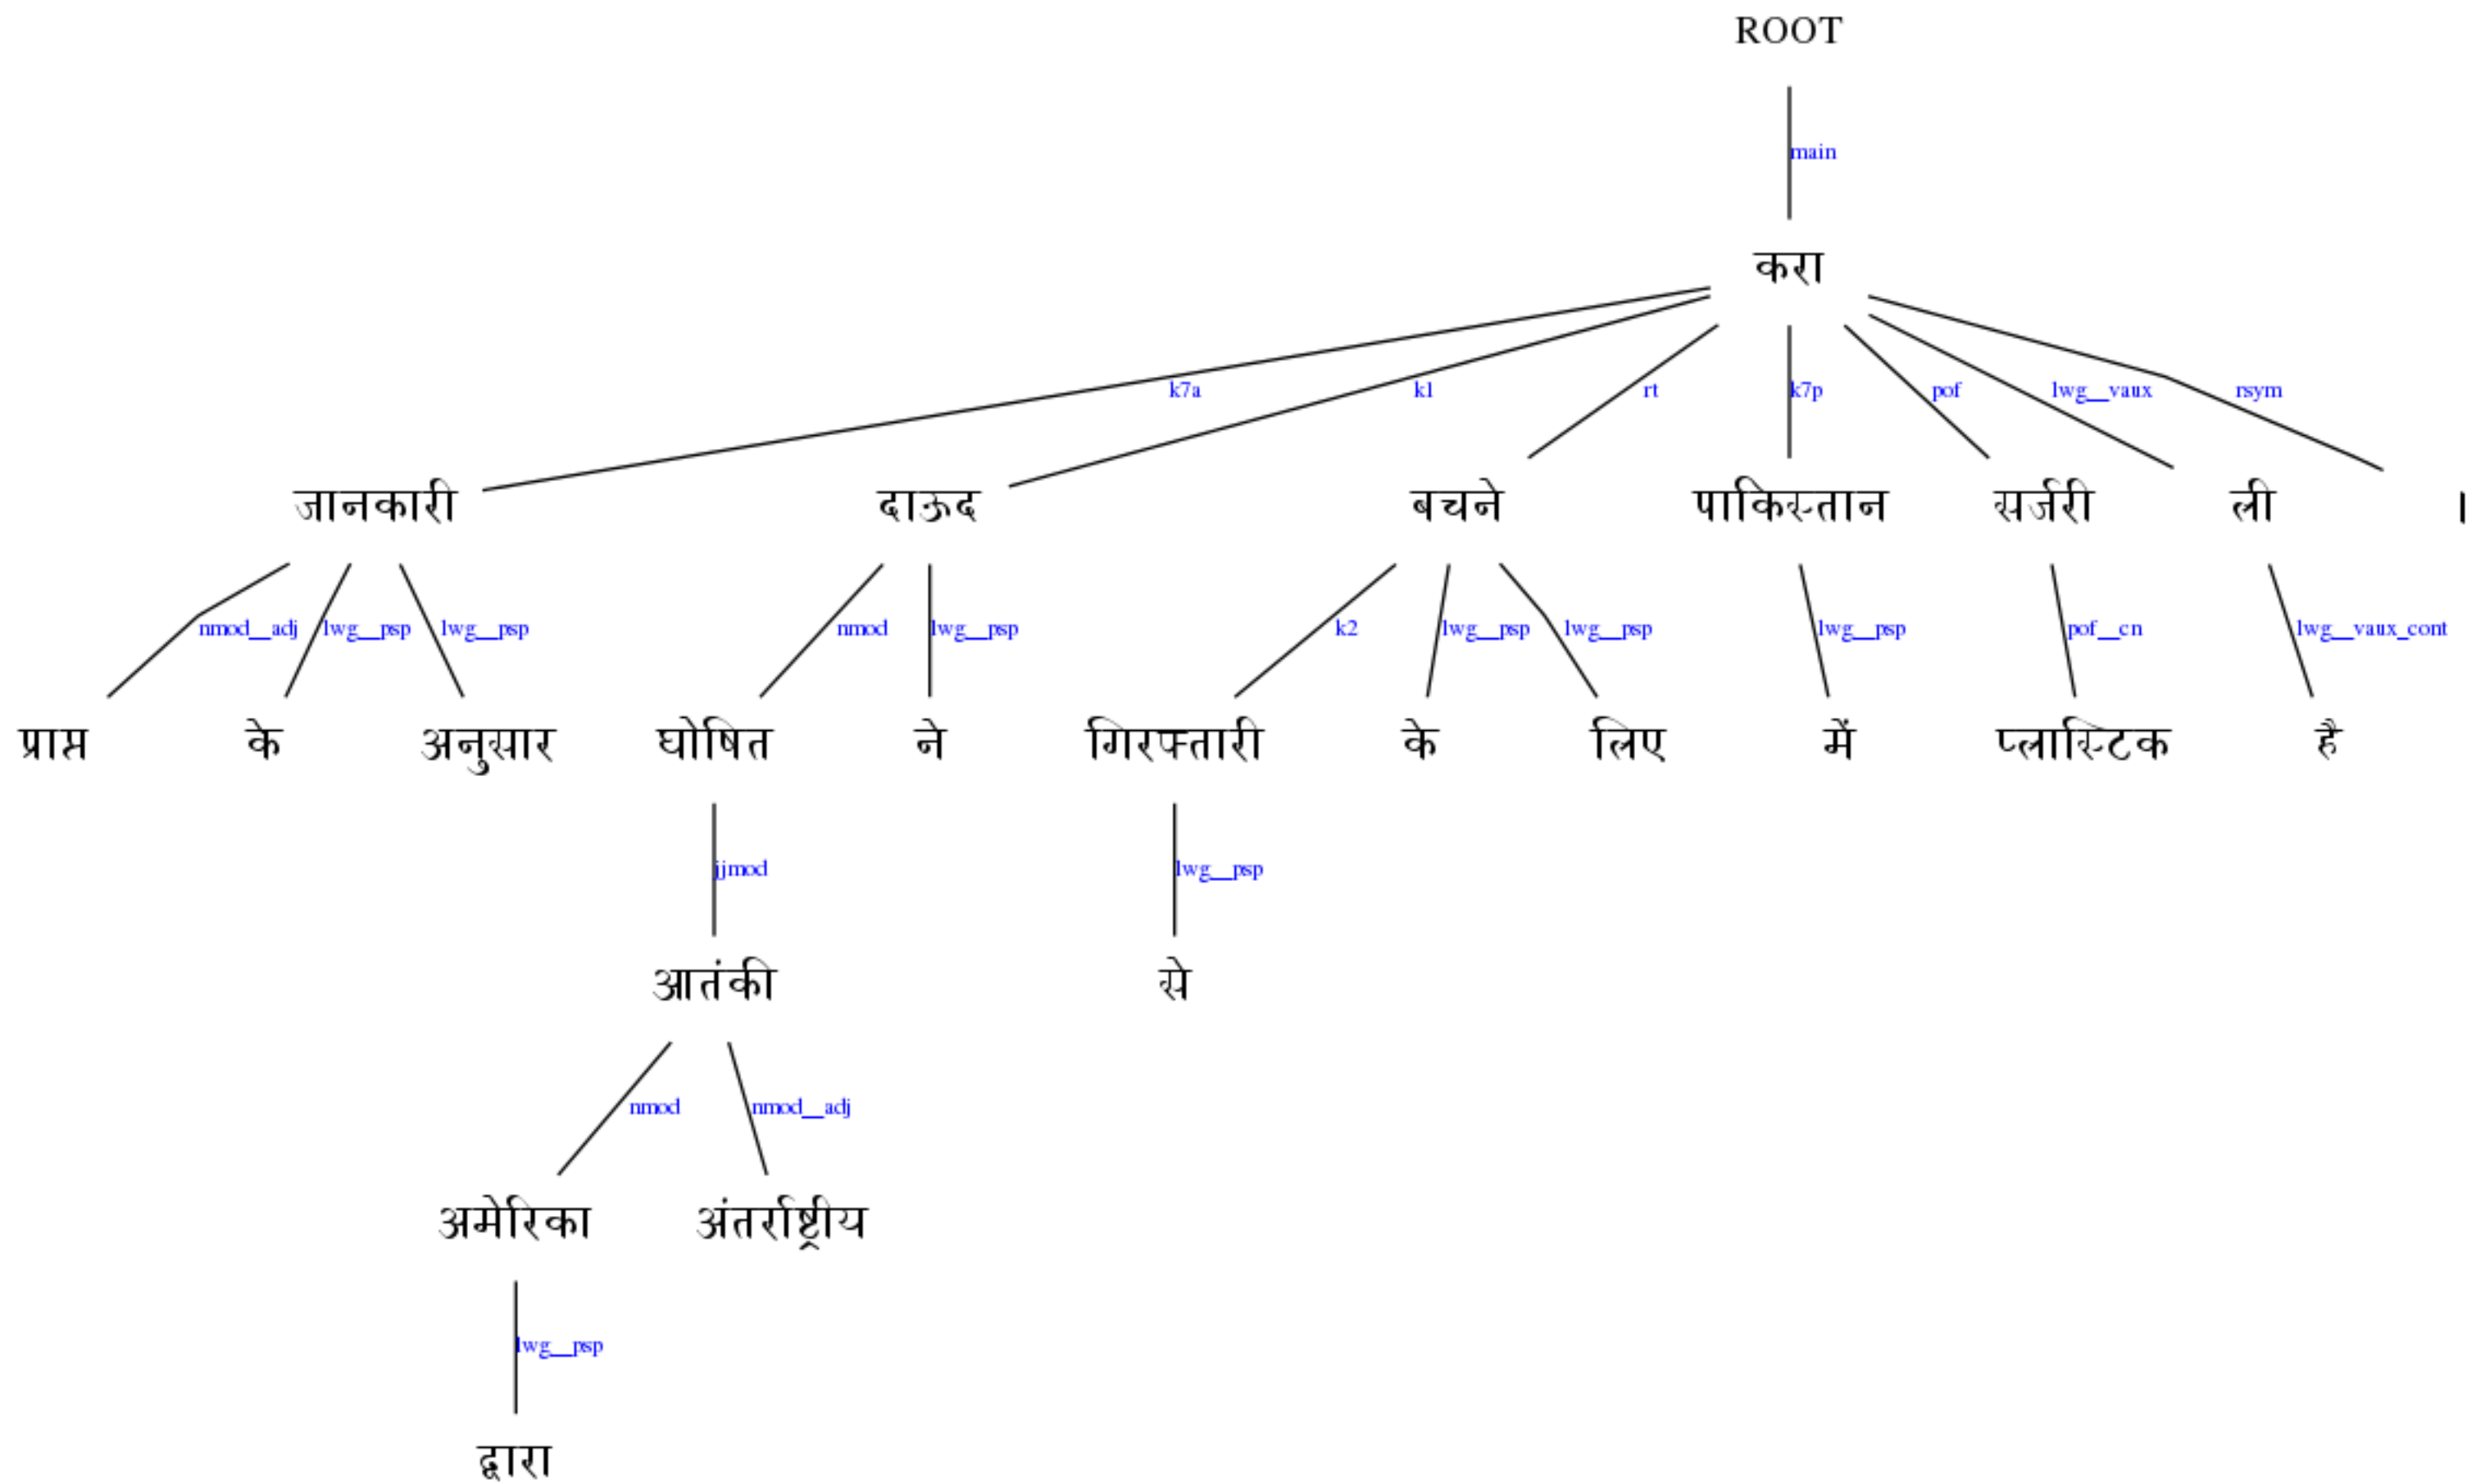 ROOT
main
करा
k7a k1 rt k7p pof lwg__vaux rsym
जानकारी दाऊद बचने पाकिस्तान सर्जरी ली ।
nmod__adj lwg__psp lwg__psp nmod lwg__psp k2 lwg__psp lwg__psp lwg__psp pof__cn lwg__vaux_cont
प्राप्त के अनुसार घोषित ने गिरफ्तारी के लिए में प्लास्टिक है
jjmod lwg__psp
आतंकी से
nmod nmod__adj
अमेरिका अंतर्राष्ट्रीय
lwg__psp
द्वारा